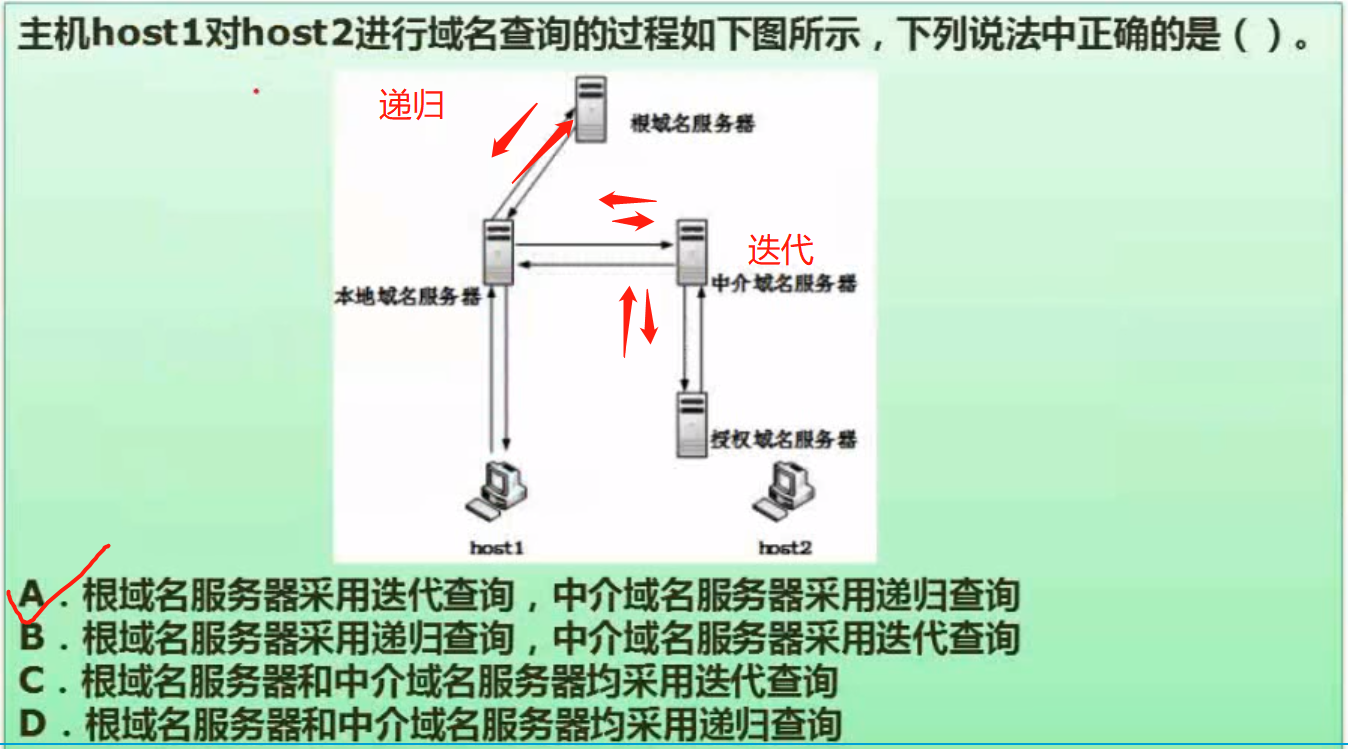 主机host1对host2进行域名查询的过程如下图所示，下列说法中正确的是（ ）。
递归
根域名服务器
迭代
中介域名服务器
本地域名服务器
授权域名服务器
host1
host2
A．根域名服务器采用迭代查询，中介域名服务器采用递归查询
B．根域名服务器采用递归查询，中介域名服务器采用迭代查询
C．根域名服务器和中介域名服务器均采用迭代查询
D．根域名服务器和中介域名服务器均采用递归查询